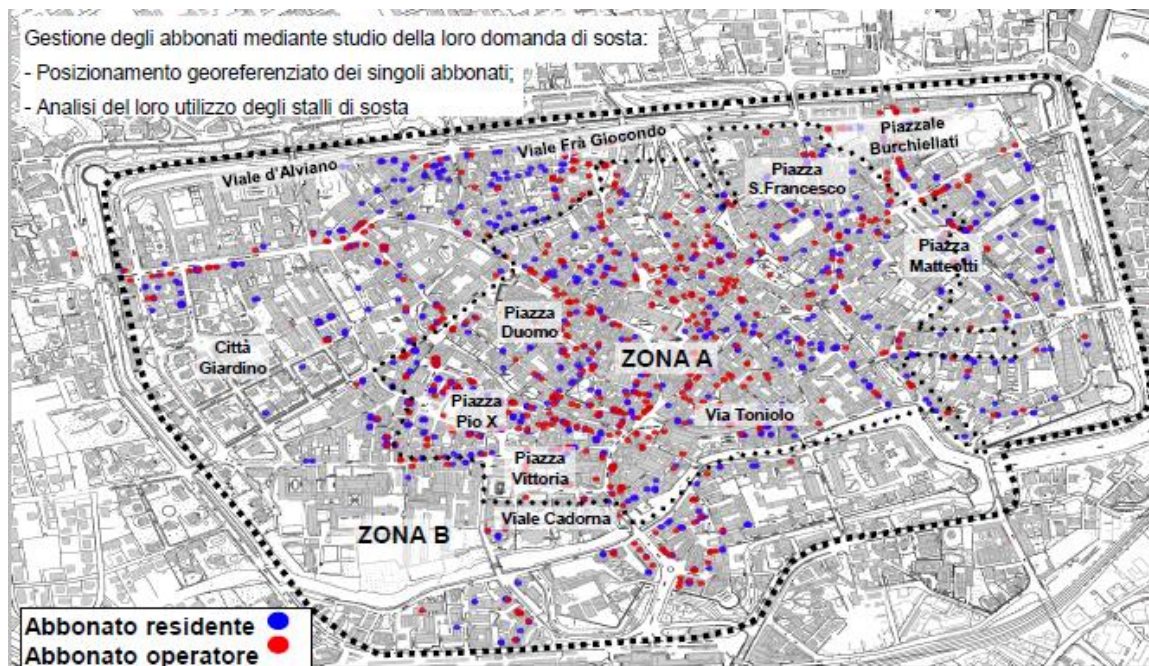 Gestione degli abbonati mediante studio della loro domanda di sosta:
- Posizionamento georeferenziato dei singoli abbonati;
- Analisi del loro utilizzo degli stalli di sosta
Viale d'Alviano
Viale Frà Giocondo
Piazzale
Burchiellati
Piazza
S.Francesco
Piazza
Matteotti
Piazza
Duomo
Città
Giardino
ZONA A
Piazza
Pio X
Via Toniolo
Piazza
Vittoria
Viale Cadorna
ZONA B
Abbonato residente
Abbonato operatore